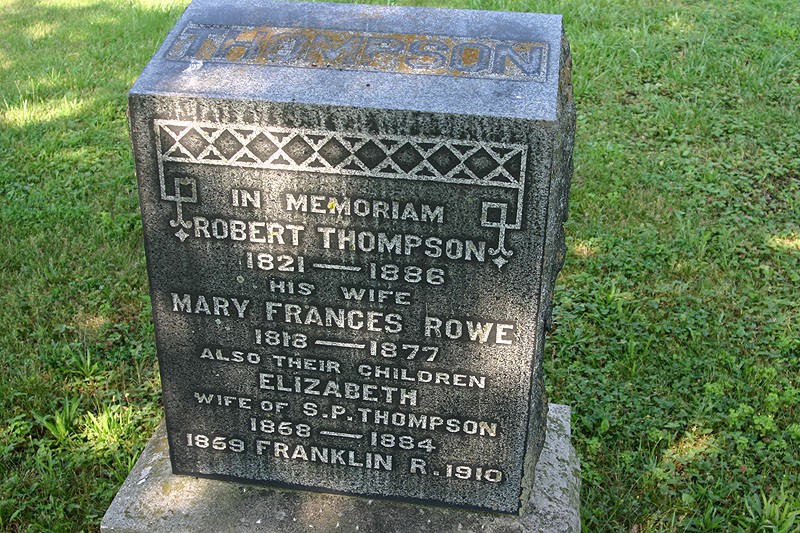 THOMPSON
IN MEMORIAM
ROBERT THOMPSON
1821 — 1886
HIS WIFE
MARY FRANCES ROWE
1818 — 1877
ALSO THEIR CHILDREN
ELIZABETH
WIFE OF S.P. THOMPSON
1858 — 1884
1859 FRANKLIN R. 1910